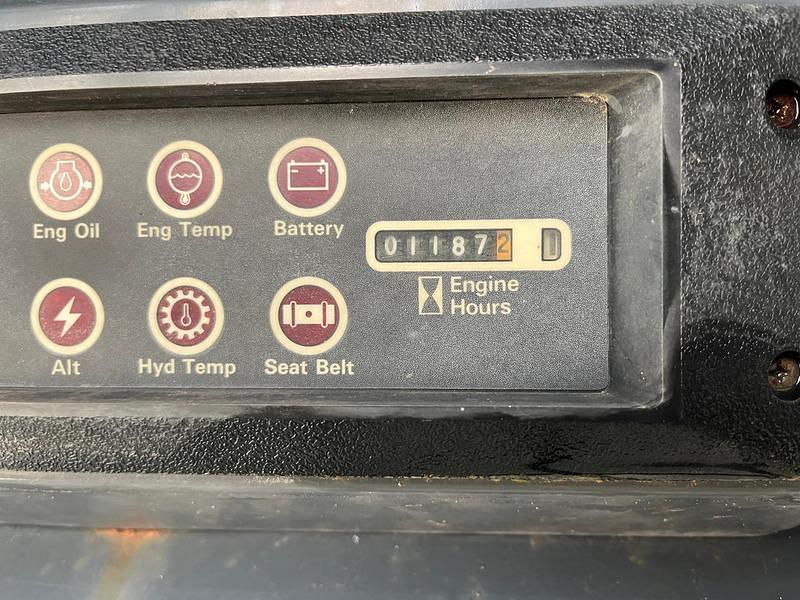 Eng Oil Eng Temp Battery
011872
Engine
Hours
Alt Hyd Temp Seat Belt